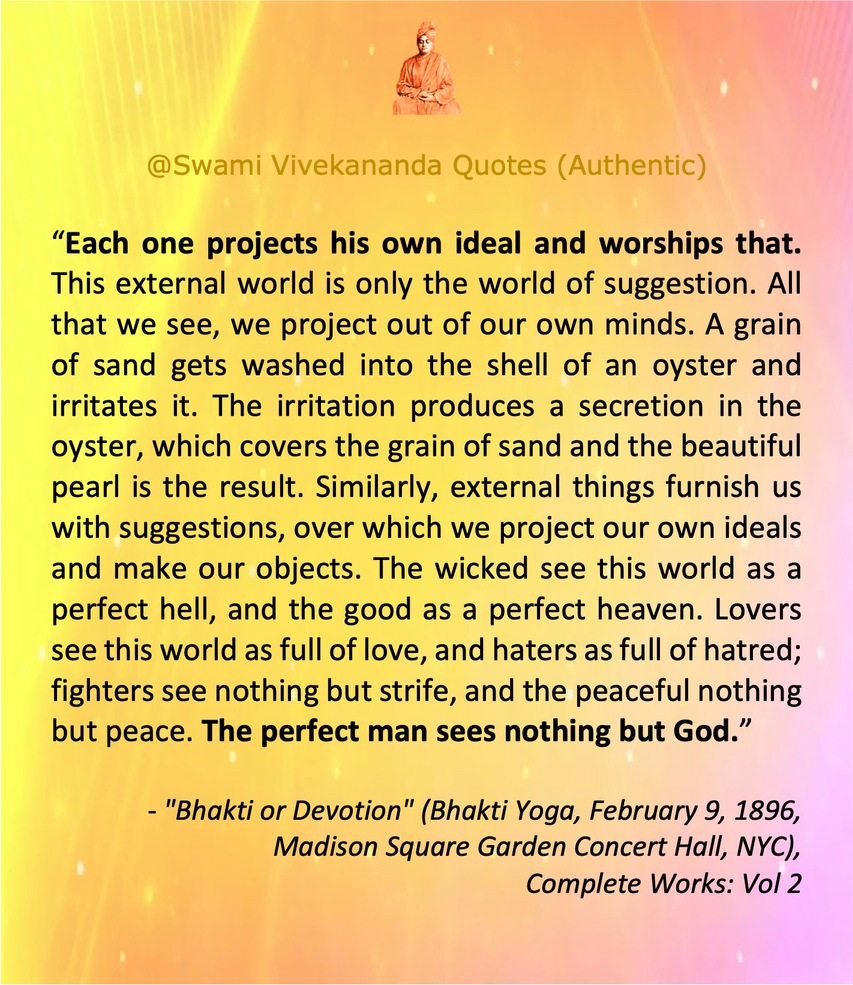 @Swami Vivekananda Quotes (Authentic)
“Each one projects his own ideal and worships that.
This external world is only the world of suggestion. All
that we see, we project out of our own minds. A grain
of sand gets washed into the shell of an oyster and
irritates it. The irritation produces a secretion in the
oyster, which covers the grain of sand and the beautiful
pearl is the result. Similarly, external things furnish us
with suggestions, over which we project our own ideals
and make our objects. The wicked see this world as a
perfect hell, and the good as a perfect heaven. Lovers
see this world as full of love, and haters as full of hatred;
fighters see nothing but strife, and the peaceful nothing
but peace. The perfect man sees nothing but God.”
- "Bhakti or Devotion" (Bhakti Yoga, February 9, 1896,
Madison Square Garden Concert Hall, NYC),
Complete Works: Vol 2